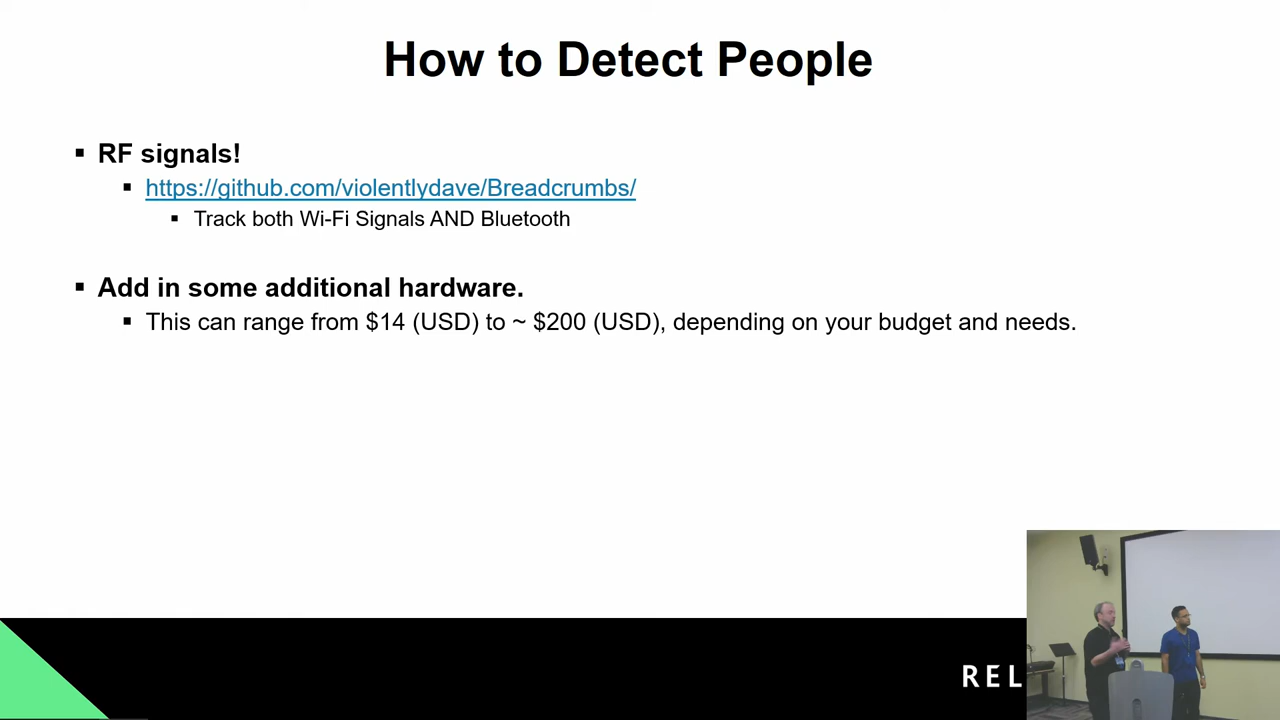 How to Detect People
RF signals!
https://github.com/violentlydave/Breadcrumbs/
Track both Wi-Fi Signals AND Bluetooth
Add in some additional hardware.
This can range from $14 (USD) to ~ $200 (USD), depending on your budget and needs.
REL